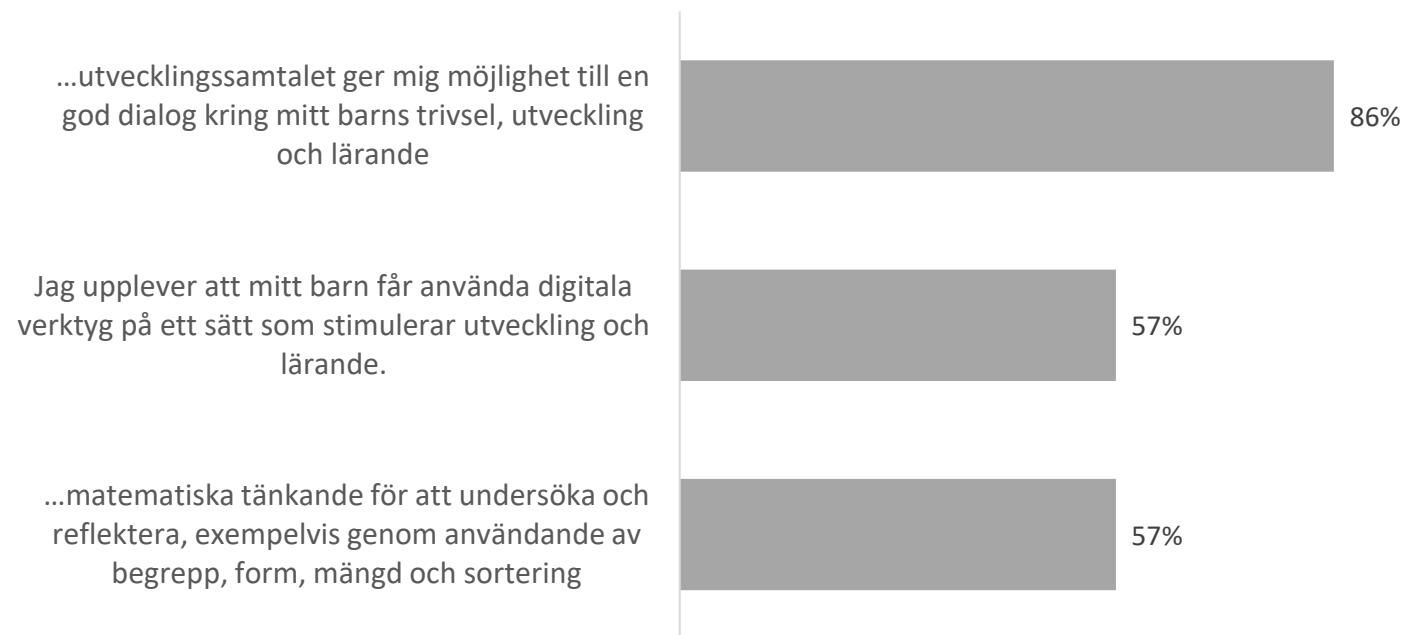 …utvecklingssamtalet ger mig möjlighet till en
god dialog kring mitt barns trivsel, utveckling
och lärande
86%
Jag upplever att mitt barn får använda digitala
verktyg på ett sätt som stimulerar utveckling och
lärande.
57%
…matematiska tänkande för att undersöka och
reflektera, exempelvis genom användande av
begrepp, form, mängd och sortering
57%